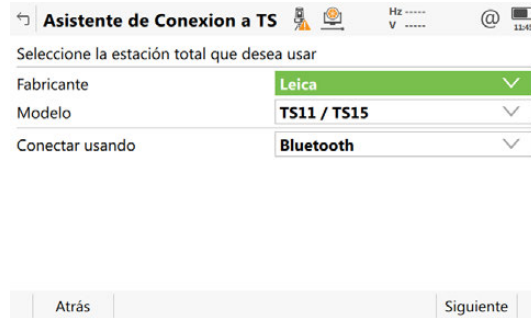 Asistente de Conexion a TS
Hz -----
V -----
@
Seleccione la estación total que desea usar
Fabricante Leica
Modelo TS11 / TS15
Conectar usando Bluetooth
Atrás Siguiente